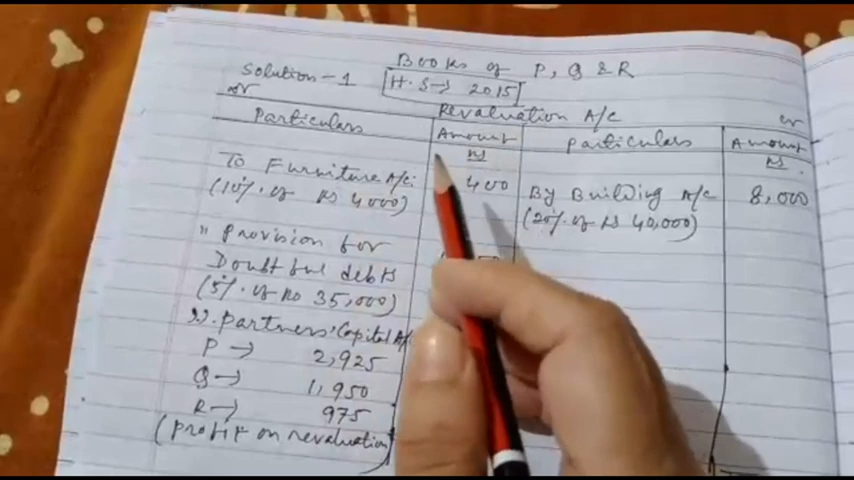 Books of P, Q & R
Solution-1 H.S→ 2015
Dr Revaluation A/c Cr
Particulars Amount Rs Particulars Amount Rs.
To Furniture A/c: 400 By Building A/c 8,000
(10% of Rs 4000) (20% of Rs 40,000)
" Provision for
Doubtful debts
(5% of Rs 35,000)
". Partners' Capital A/c
P → 2,925
Q → 1,950
R → 975
(profit on revaluation)